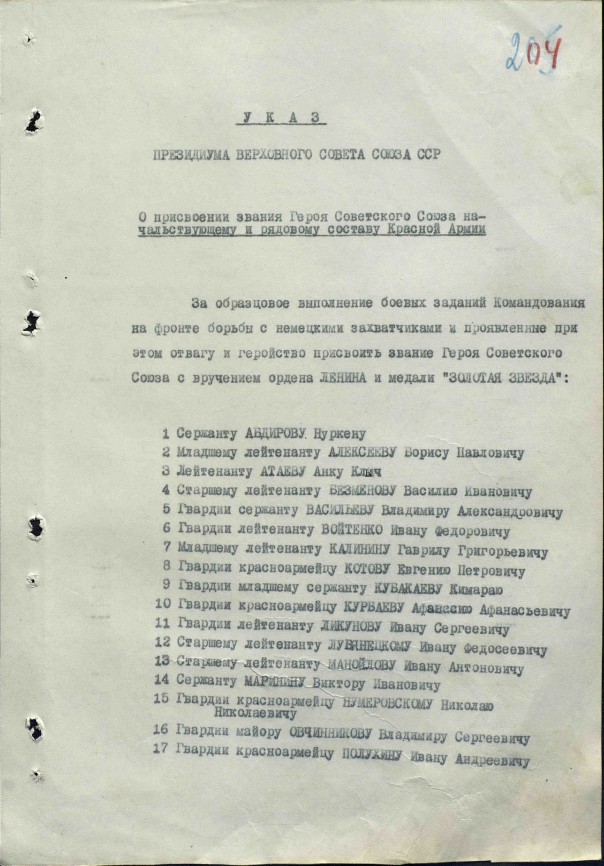 204
У К А З
ПРЕЗИДИУМА ВЕРХОВНОГО СОВЕТА СОЮЗА ССР
О присвоении звания Героя Советского Союза на-
чальствующему и рядовому составу Красной Армии
За образцовое выполнение боевых заданий Командования
на фронте борьбы с немецкими захватчиками и проявленные при
этом отвагу и геройство присвоить звание Героя Советского
Союза с вручением ордена ЛЕНИНА и медали "ЗОЛОТАЯ ЗВЕЗДА":
1 Сержанту АБДИРОВУ Нуркену
2 Младшему лейтенанту АЛЕКСЕЕВУ Борису Павловичу
3 Лейтенанту АТАЕВУ Анку Клыч
4 Старшему лейтенанту БЕЗМЕНОВУ Василию Ивановичу
5 Гвардии сержанту ВАСИЛЬЕВУ Владимиру Александровичу
6 Гвардии лейтенанту ВОЙТЕНКО Ивану Федоровичу
7 Младшему лейтенанту КАЛИНИНУ Гаврилу Григорьевичу
8 Гвардии красноармейцу КОТОВУ Евгению Петровичу
9 Гвардии младшему сержанту КУБАКАЕВУ Кимараю
10 Гвардии красноармейцу КУРБАЕВУ Афанасию Афанасьевичу
11 Гвардии лейтенанту ЛИКУНОВУ Ивану Сергеевичу
12 Старшему лейтенанту ЛУБЯНЕЦКОМУ Ивану Федосеевичу
13 Старшему лейтенанту МАНОЙЛОВУ Ивану Антоновичу
14 Сержанту МАРИНИНУ Виктору Ивановичу
15 Гвардии красноармейцу НУМЕРОВСКОМУ Николаю
Николаевичу
16 Гвардии майору ОВЧИННИКОВУ Владимиру Сергеевичу
17 Гвардии красноармейцу ПОЛУХИНУ Ивану Андреевичу